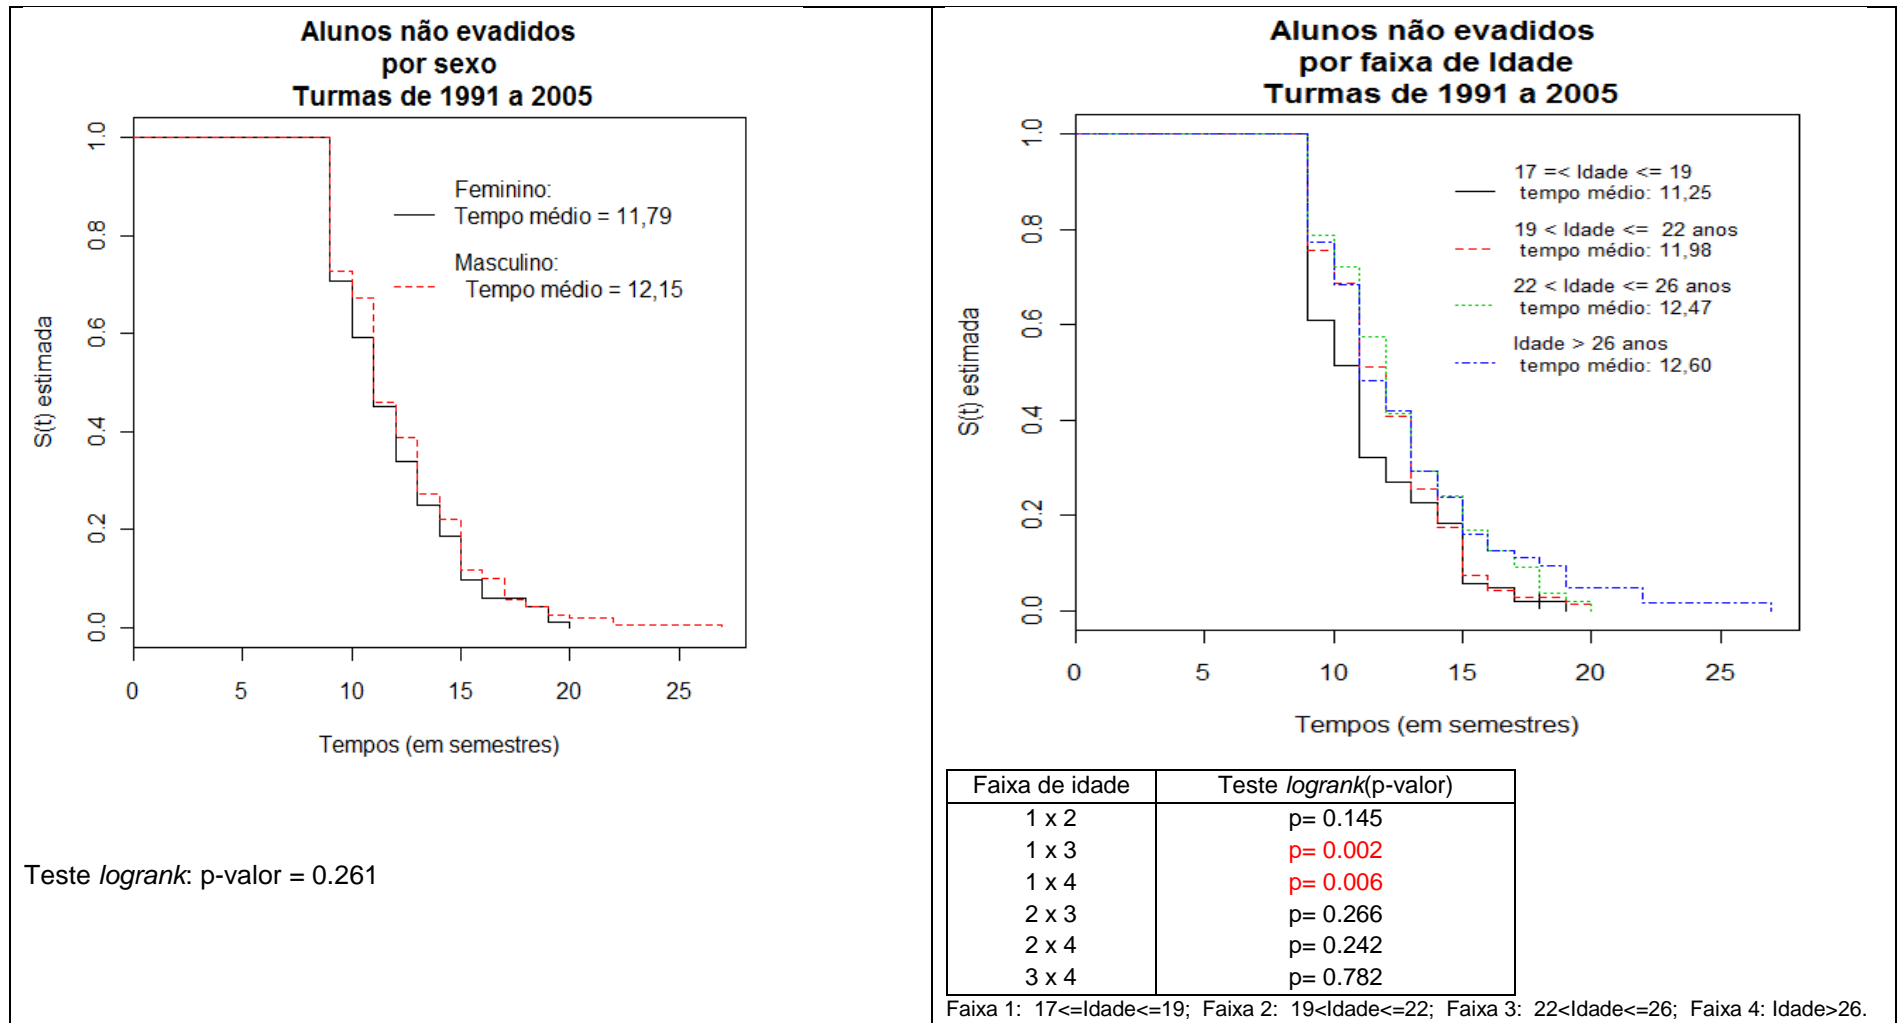 Alunos não evadidos
por sexo
Turmas de 1991 a 2005
1.0
0.8
0.6
0.4
0.2
0.0
S(t) estimada
Feminino:
Tempo médio = 11,79
Masculino:
Tempo médio = 12,15
0 5 10 15 20 25
Tempos (em semestres)
Teste logrank: p-valor = 0.261
Alunos não evadidos
por faixa de Idade
Turmas de 1991 a 2005
1.0
0.8
0.6
0.4
0.2
0.0
S(t) estimada
17 =< Idade <= 19
tempo médio: 11,25
19 < Idade <= 22 anos
tempo médio: 11,98
22 < Idade <= 26 anos
tempo médio: 12,47
Idade > 26 anos
tempo médio: 12,60
0 5 10 15 20 25
Tempos (em semestres)
Faixa de idade Teste logrank(p-valor)
1 x 2 p= 0.145
1 x 3 p= 0.002
1 x 4 p= 0.006
2 x 3 p= 0.266
2 x 4 p= 0.242
3 x 4 p= 0.782
Faixa 1: 17<=Idade<=19; Faixa 2: 19<Idade<=22; Faixa 3: 22<Idade<=26; Faixa 4: Idade>26.